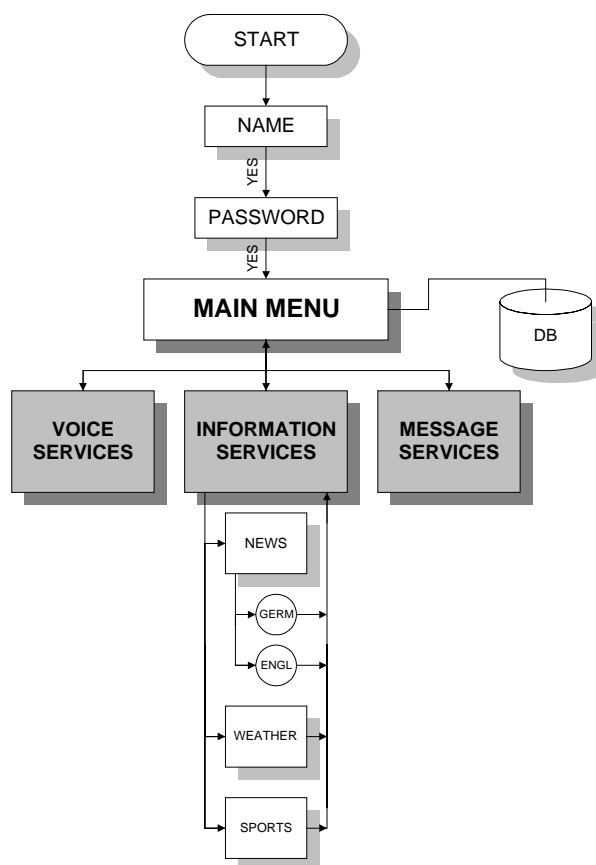 START
NAME
YES
PASSWORD
YES
MAIN MENU
DB
VOICE
SERVICES
INFORMATION
SERVICES
MESSAGE
SERVICES
NEWS
GERM
ENGL
WEATHER
SPORTS